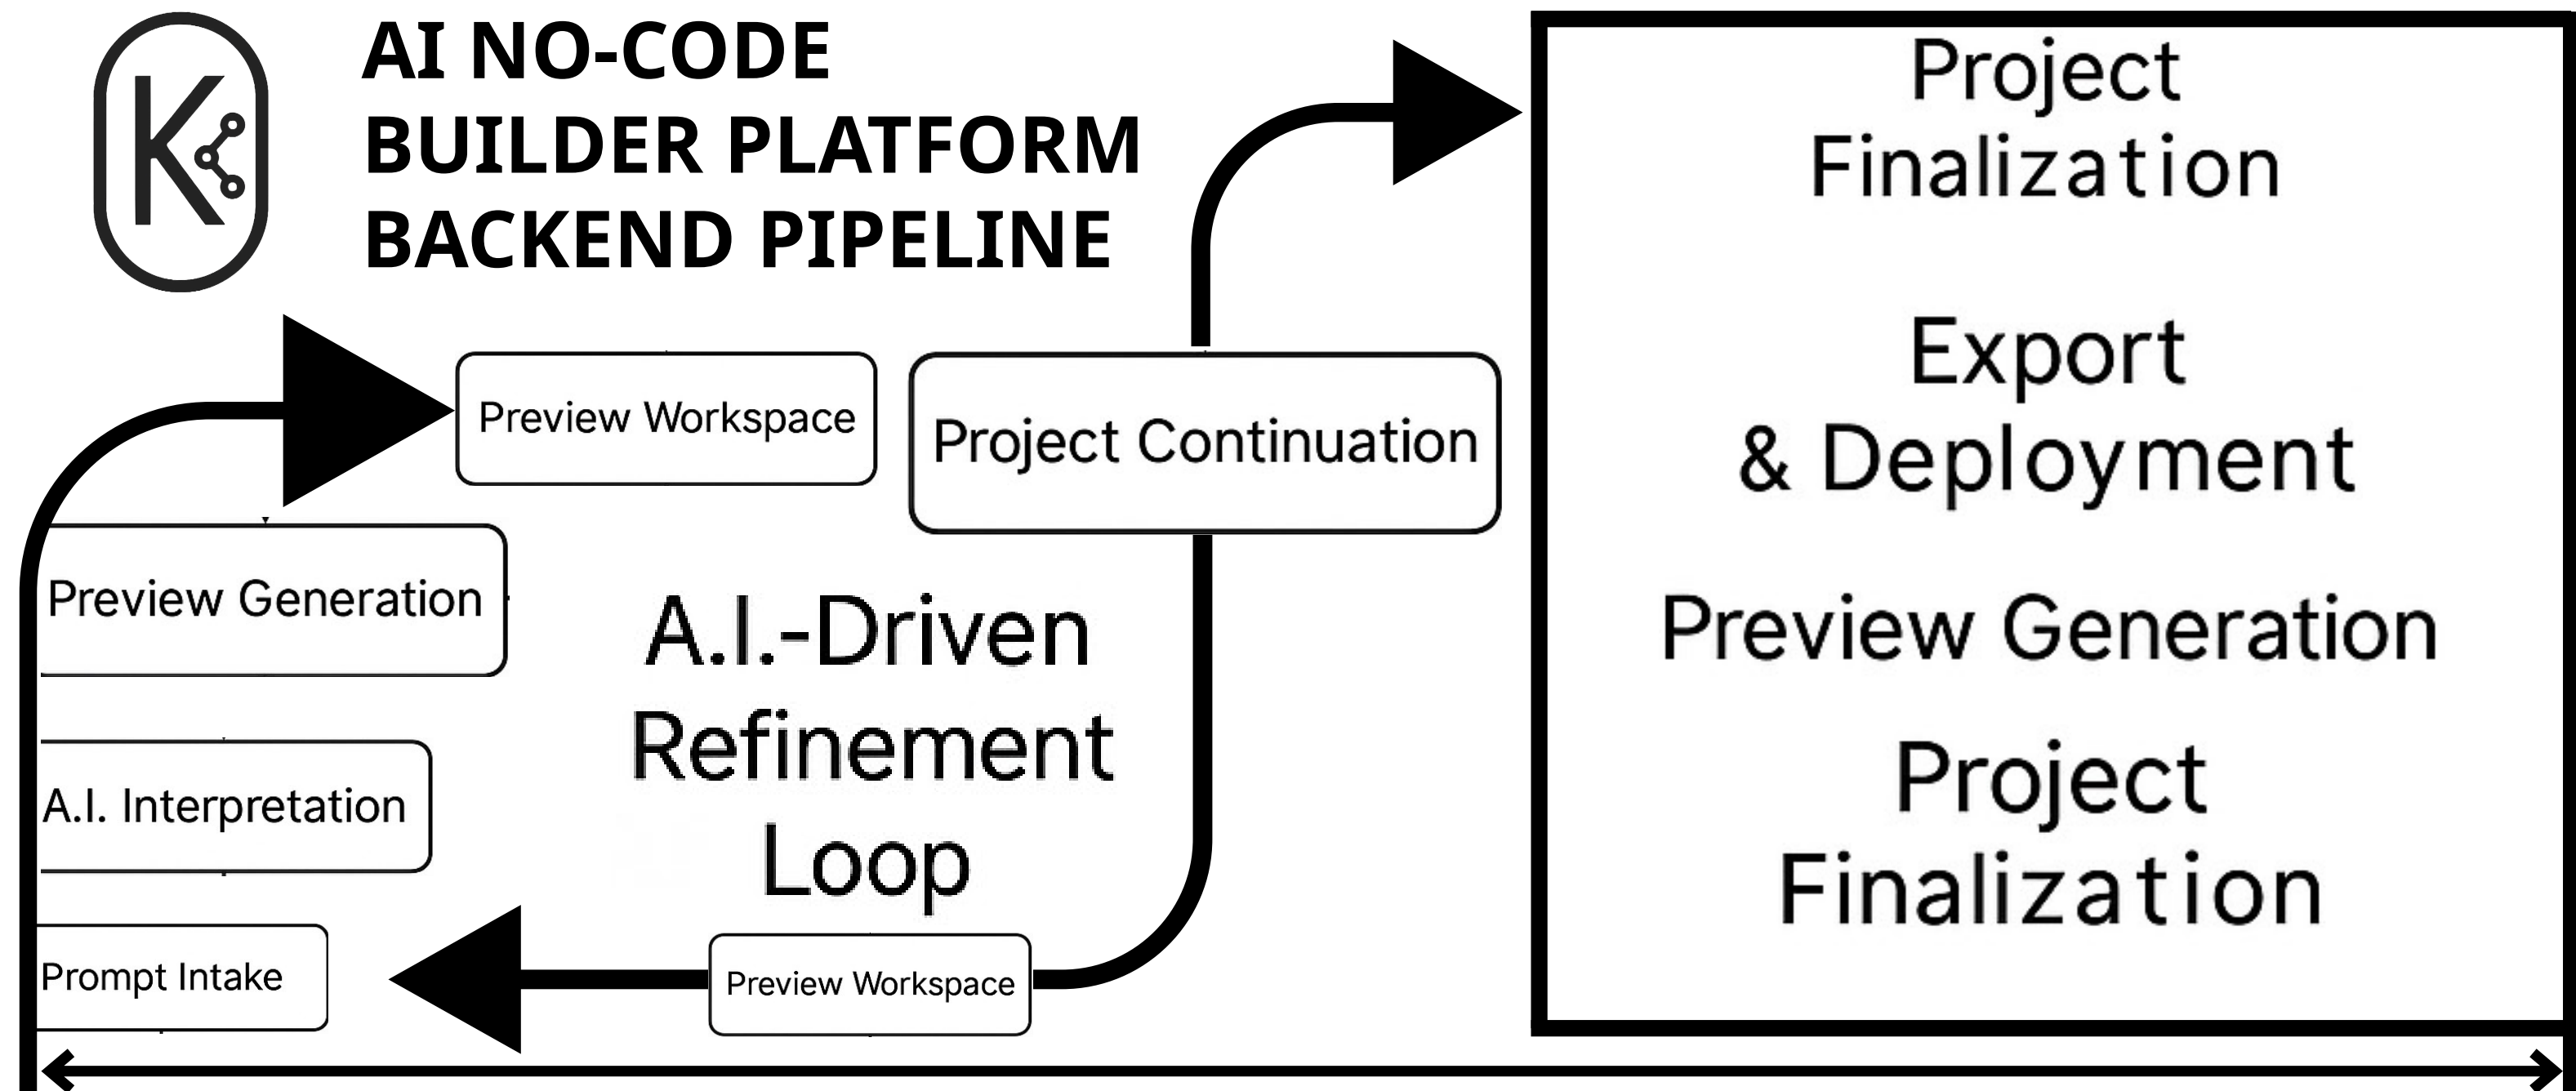 K
AI NO-CODE
BUILDER PLATFORM
BACKEND PIPELINE
Preview Workspace
Project Continuation
Preview Generation
A.I. Interpretation
Prompt Intake
A.I.-Driven
Refinement
Loop
Preview Workspace
Project
Finalization
Export
& Deployment
Preview Generation
Project
Finalization